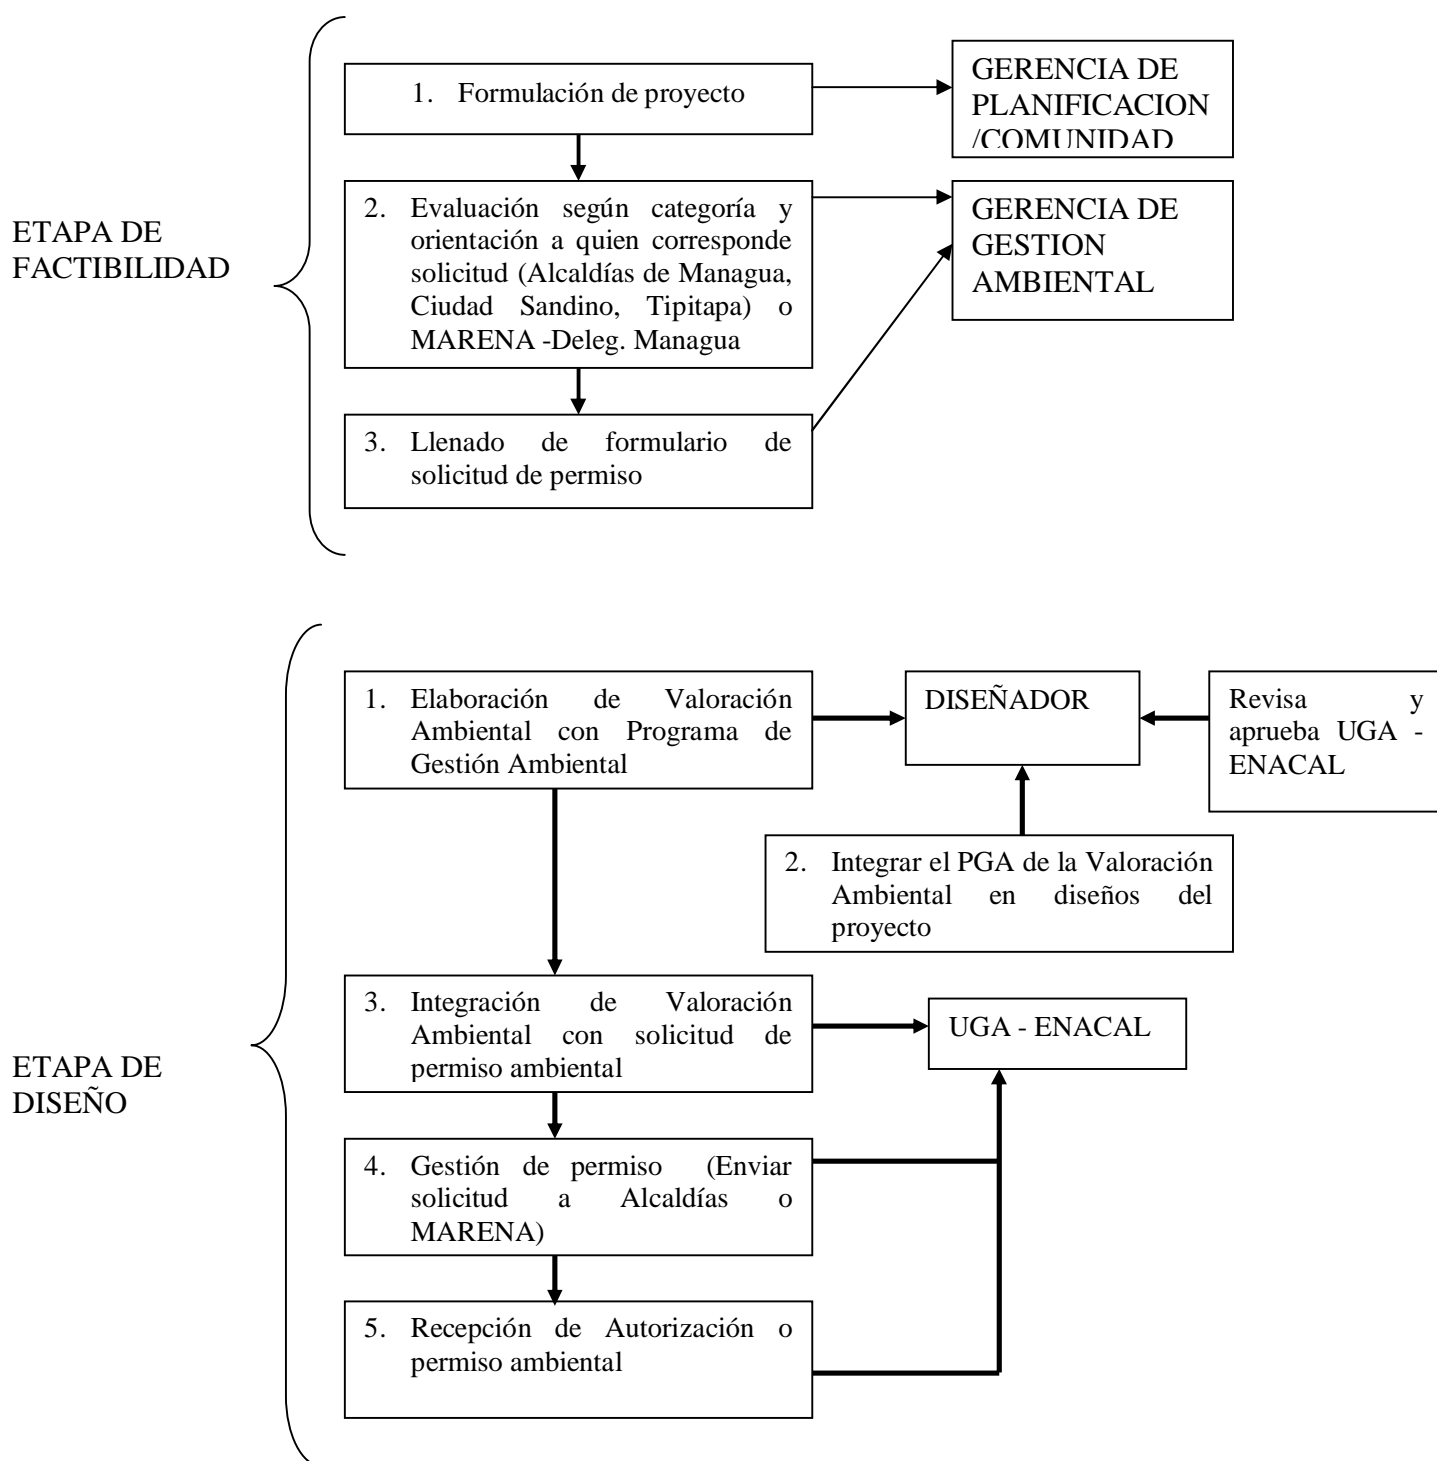 1. Formulación de proyecto
GERENCIA DE
PLANIFICACION
/COMUNIDAD
ETAPA DE
FACTIBILIDAD
2. Evaluación según categoría y
orientación a quien corresponde
solicitud (Alcaldías de Managua,
Ciudad Sandino, Tipitapa) o
MARENA -Deleg. Managua
GERENCIA DE
GESTION
AMBIENTAL
3. Llenado de formulario de
solicitud de permiso
ETAPA DE
DISEÑO
1. Elaboración de Valoración
Ambiental con Programa de
Gestión Ambiental
DISEÑADOR
Revisa y
aprueba UGA -
ENACAL
2. Integrar el PGA de la Valoración
Ambiental en diseños del
proyecto
3. Integración de Valoración
Ambiental con solicitud de
permiso ambiental
UGA - ENACAL
4. Gestión de permiso (Enviar
solicitud a Alcaldías o
MARENA)
5. Recepción de Autorización o
permiso ambiental